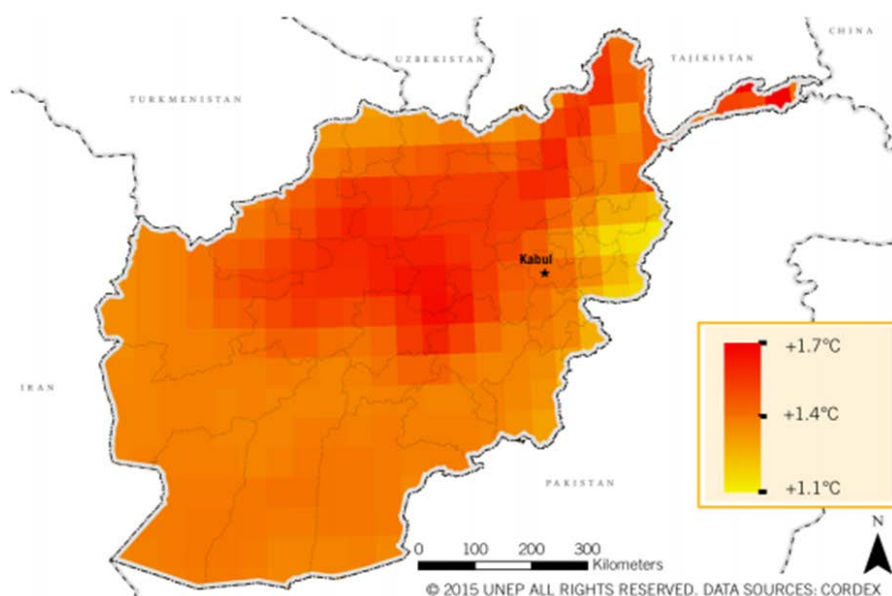 CHINA
UZBEKISTAN
TAJIKISTAN
TURKMENISTAN
Kabul
+1.7°C
IRAN
+1.4°C
PAKISTAN
+1.1°C
N
0 100 200 300
Kilometers
© 2015 UNEP ALL RIGHTS RESERVED. DATA SOURCES: CORDEX